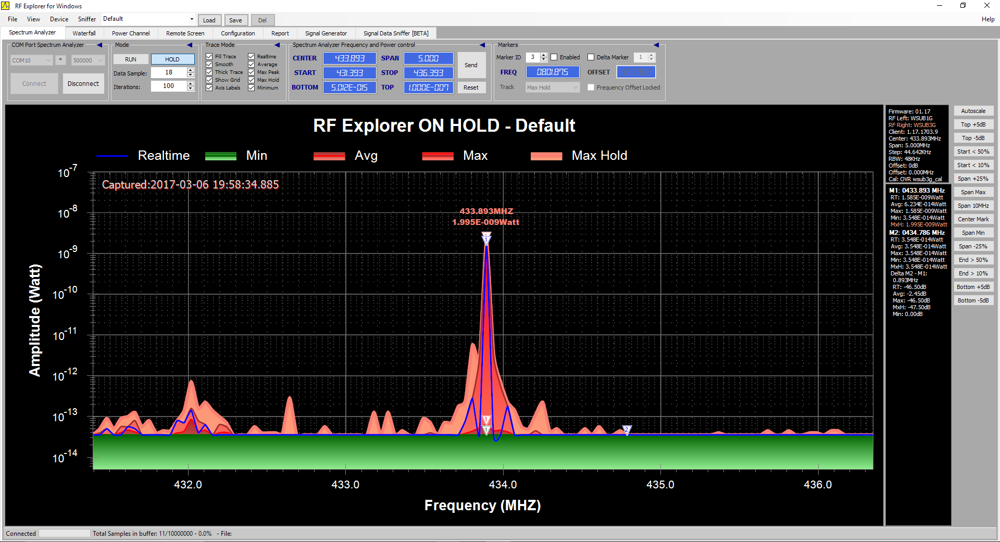 RF Explorer for Windows
File View Device Sniffer Default Load Save Del Help
Spectrum Analyzer Waterfall Power Channel Remote Screen Configuration Report Signal Generator Signal Data Sniffer [BETA]
COM Port Spectrum Analyzer
COM10 * 500000
Connect Disconnect
Mode
RUN HOLD
Data Sample: 18
Iterations: 100
Trace Mode
Fill Trace Realtime
Smooth Average
Thick Trace Max Peak
Show Grid Max Hold
Axis Labels Minimum
Spectrum Analyzer Frequency and Power control
CENTER 433.893 SPAN 5.000 Send
START 431.393 STOP 436.393
BOTTOM 5.012E-015 TOP 1.000E-007 Reset
Markers
Marker ID 3 Enabled Delta Marker 1
FREQ 0801.875 OFFSET
Track Max Hold Frequency Offset Locked
RF Explorer ON HOLD - Default
Realtime Min Avg Max Max Hold
Captured:2017-03-06 19:58:34.885
433.893MHZ
1.995E-009Watt
1
1
1
2
Amplitude (Watt)
10-7
10-8
10-9
10-10
10-11
10-12
10-13
10-14
432.0 433.0 434.0 435.0 436.0
Frequency (MHZ)
Firmware: 01.17
RF Left: WSUB1G
RF Right: WSUB3G
Client: 1.17.1703.9
Center: 433.893MHz
Span: 5.000MHz
Step: 44.642KHz
RBW: 48KHz
Offset: 0dB
Offset: 0.000MHz
Cal: OVR wsub3g_cal
M1: 0433.893 MHz
RT: 1.585E-009Watt
Avg: 6.234E-014Watt
Max: 1.585E-009Watt
Min: 3.548E-014Watt
MxH: 1.995E-009Watt
M2: 0434.786 MHz
RT: 3.548E-014Watt
Avg: 3.548E-014Watt
Max: 3.548E-014Watt
Min: 3.548E-014Watt
MxH: 3.548E-014Watt
Delta M2 - M1:
0.893MHz
RT: -46.50dB
Avg: -2.45dB
Max: -46.50dB
MxH: -47.50dB
Min: 0.00dB
Autoscale
Top +5dB
Top -5dB
Start < 50%
Start < 10%
Span +25%
Span Max
Span 10MHz
Center Mark
Span Min
Span -25%
End > 50%
End > 10%
Bottom +5dB
Bottom -5dB
Connected Total Samples in buffer: 11/10000000 - 0.0% - File: